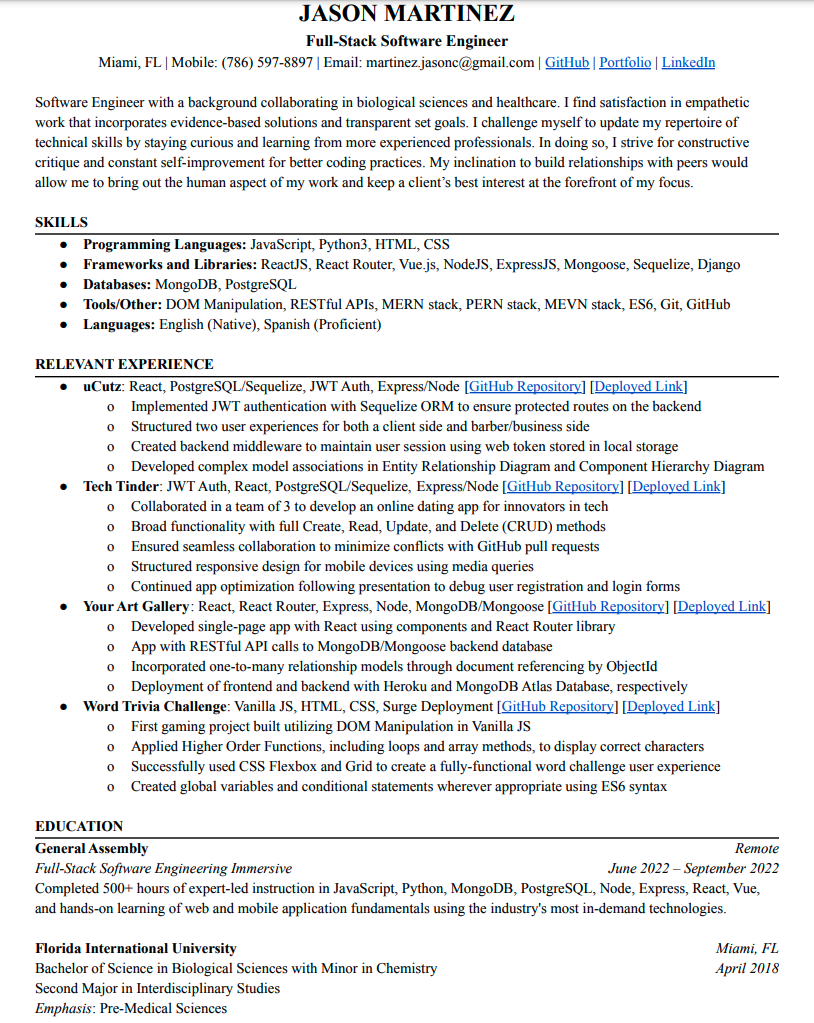 JASON MARTINEZ
Full-Stack Software Engineer
Miami, FL | Mobile: (786) 597-8897 | Email: martinez.jasonc@gmail.com | GitHub | Portfolio | LinkedIn
Software Engineer with a background collaborating in biological sciences and healthcare. I find satisfaction in empathetic
work that incorporates evidence-based solutions and transparent set goals. I challenge myself to update my repertoire of
technical skills by staying curious and learning from more experienced professionals. In doing so, I strive for constructive
critique and constant self-improvement for better coding practices. My inclination to build relationships with peers would
allow me to bring out the human aspect of my work and keep a client’s best interest at the forefront of my focus.
SKILLS
● Programming Languages: JavaScript, Python3, HTML, CSS
● Frameworks and Libraries: ReactJS, React Router, Vue.js, NodeJS, ExpressJS, Mongoose, Sequelize, Django
● Databases: MongoDB, PostgreSQL
● Tools/Other: DOM Manipulation, RESTful APIs, MERN stack, PERN stack, MEVN stack, ES6, Git, GitHub
● Languages: English (Native), Spanish (Proficient)
RELEVANT EXPERIENCE
● uCutz: React, PostgreSQL/Sequelize, JWT Auth, Express/Node [GitHub Repository] [Deployed Link]
o Implemented JWT authentication with Sequelize ORM to ensure protected routes on the backend
o Structured two user experiences for both a client side and barber/business side
o Created backend middleware to maintain user session using web token stored in local storage
o Developed complex model associations in Entity Relationship Diagram and Component Hierarchy Diagram
● Tech Tinder: JWT Auth, React, PostgreSQL/Sequelize, Express/Node [GitHub Repository] [Deployed Link]
o Collaborated in a team of 3 to develop an online dating app for innovators in tech
o Broad functionality with full Create, Read, Update, and Delete (CRUD) methods
o Ensured seamless collaboration to minimize conflicts with GitHub pull requests
o Structured responsive design for mobile devices using media queries
o Continued app optimization following presentation to debug user registration and login forms
● Your Art Gallery: React, React Router, Express, Node, MongoDB/Mongoose [GitHub Repository] [Deployed Link]
o Developed single-page app with React using components and React Router library
o App with RESTful API calls to MongoDB/Mongoose backend database
o Incorporated one-to-many relationship models through document referencing by ObjectId
o Deployment of frontend and backend with Heroku and MongoDB Atlas Database, respectively
● Word Trivia Challenge: Vanilla JS, HTML, CSS, Surge Deployment [GitHub Repository] [Deployed Link]
o First gaming project built utilizing DOM Manipulation in Vanilla JS
o Applied Higher Order Functions, including loops and array methods, to display correct characters
o Successfully used CSS Flexbox and Grid to create a fully-functional word challenge user experience
o Created global variables and conditional statements wherever appropriate using ES6 syntax
EDUCATION
General Assembly Remote
Full-Stack Software Engineering Immersive June 2022 – September 2022
Completed 500+ hours of expert-led instruction in JavaScript, Python, MongoDB, PostgreSQL, Node, Express, React, Vue,
and hands-on learning of web and mobile application fundamentals using the industry's most in-demand technologies.
Florida International University Miami, FL
Bachelor of Science in Biological Sciences with Minor in Chemistry April 2018
Second Major in Interdisciplinary Studies
Emphasis: Pre-Medical Sciences